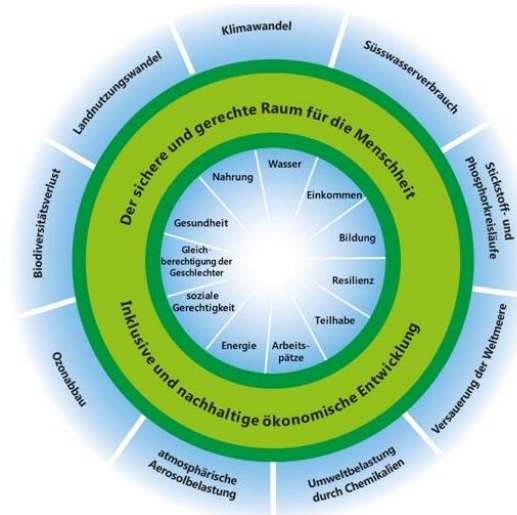 Klimawandel
Süsswasserverbrauch
Stickstoff- und
Phosphorkreisläufe
Versauerung der Weltmeere
Umweltbelastung
durch Chemikalien
atmosphärische
Aerosolbelastung
Ozonabbau
Biodiversitätsverlust
Landnutzungswandel
Der sichere und gerechte Raum für die Menschheit
Inklusive und nachhaltige ökonomische Entwicklung
Wasser
Einkommen
Bildung
Resilienz
Teilhabe
Arbeits-
pätze
Energie
soziale
Gerechtigkeit
Gleich-
berechtigung der
Geschlechter
Gesundheit
Nahrung